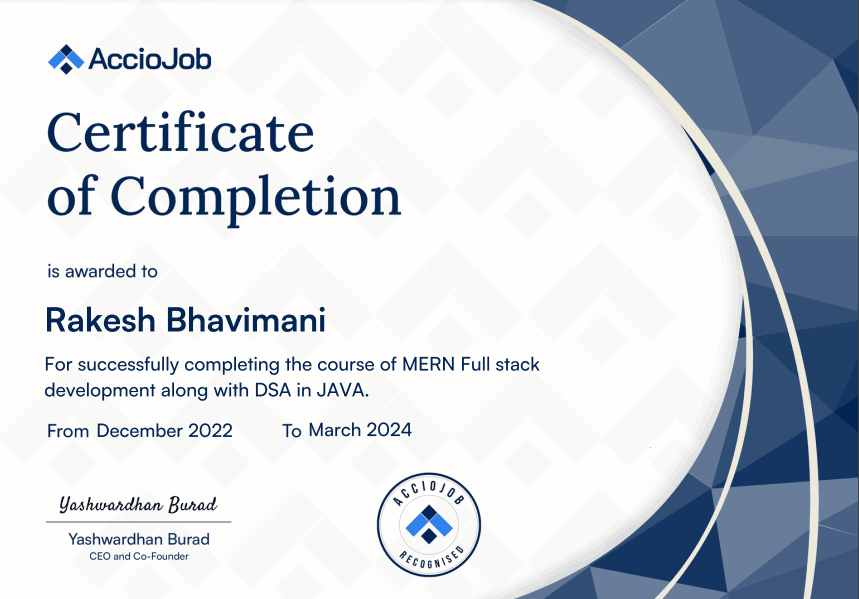 AccioJob
Certificate
of Completion
is awarded to
Rakesh Bhavimani
For successfully completing the course of MERN Full stack
development along with DSA in JAVA.
From December 2022 To March 2024
Yashwardhan Burad
Yashwardhan Burad
CEO and Co-Founder
ACCIOJOB
RECOGNISED